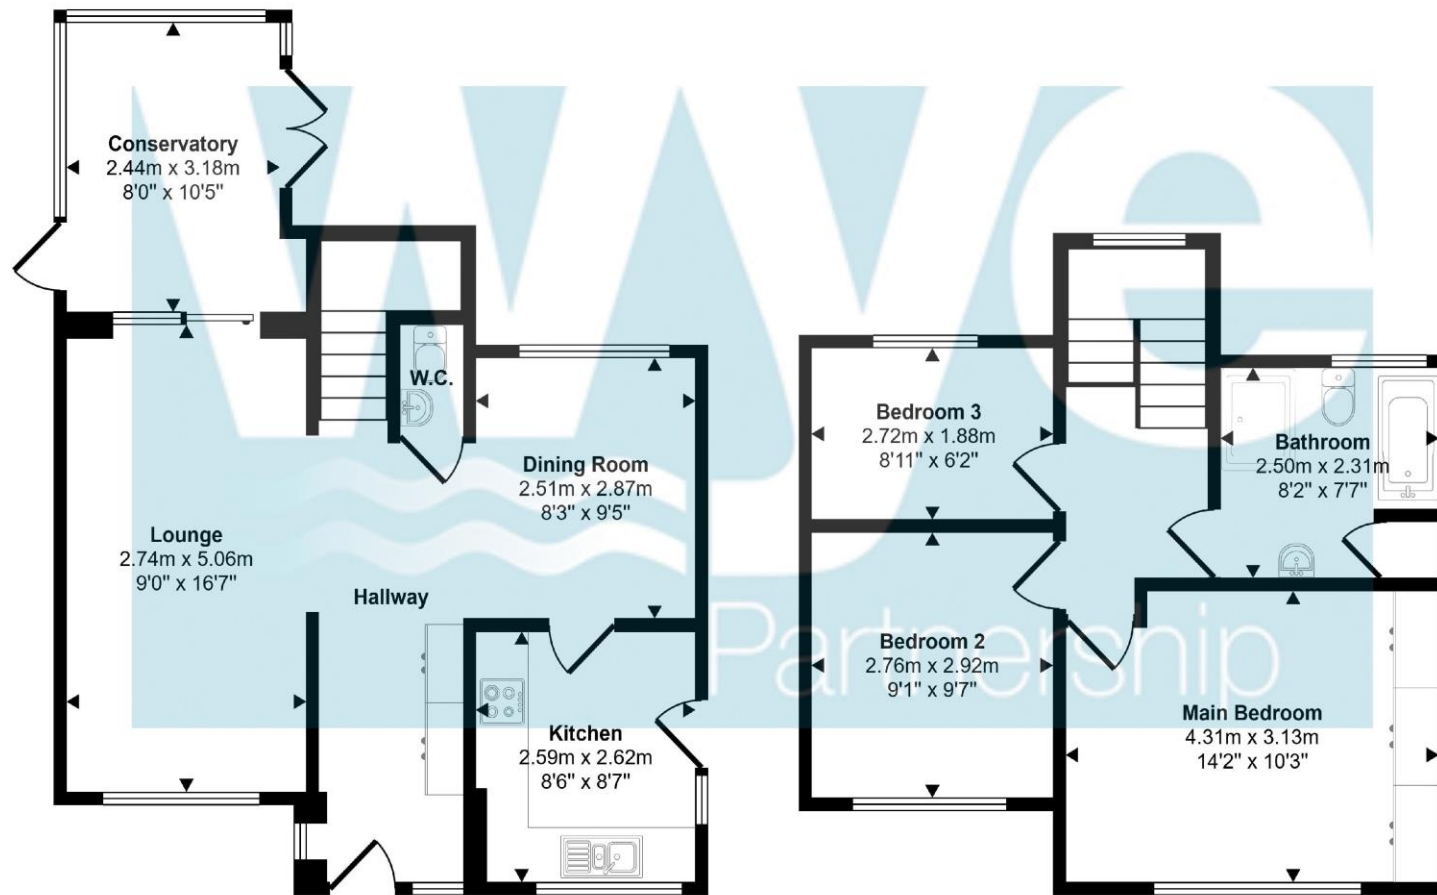 Conservatory
2.44m x 3.18m
8'0" x 10'5"
W.C.
Dining Room
2.51m x 2.87m
8'3" x 9'5"
Lounge
2.74m x 5.06m
9'0" x 16'7"
Hallway
Kitchen
2.59m x 2.62m
8'6" x 8'7"
Bedroom 3
2.72m x 1.88m
8'11" x 6'2"
Bathroom
2.50m x 2.31m
8'2" x 7'7"
Bedroom 2
2.76m x 2.92m
9'1" x 9'7"
Main Bedroom
4.31m x 3.13m
14'2" x 10'3"
wye
Partnership